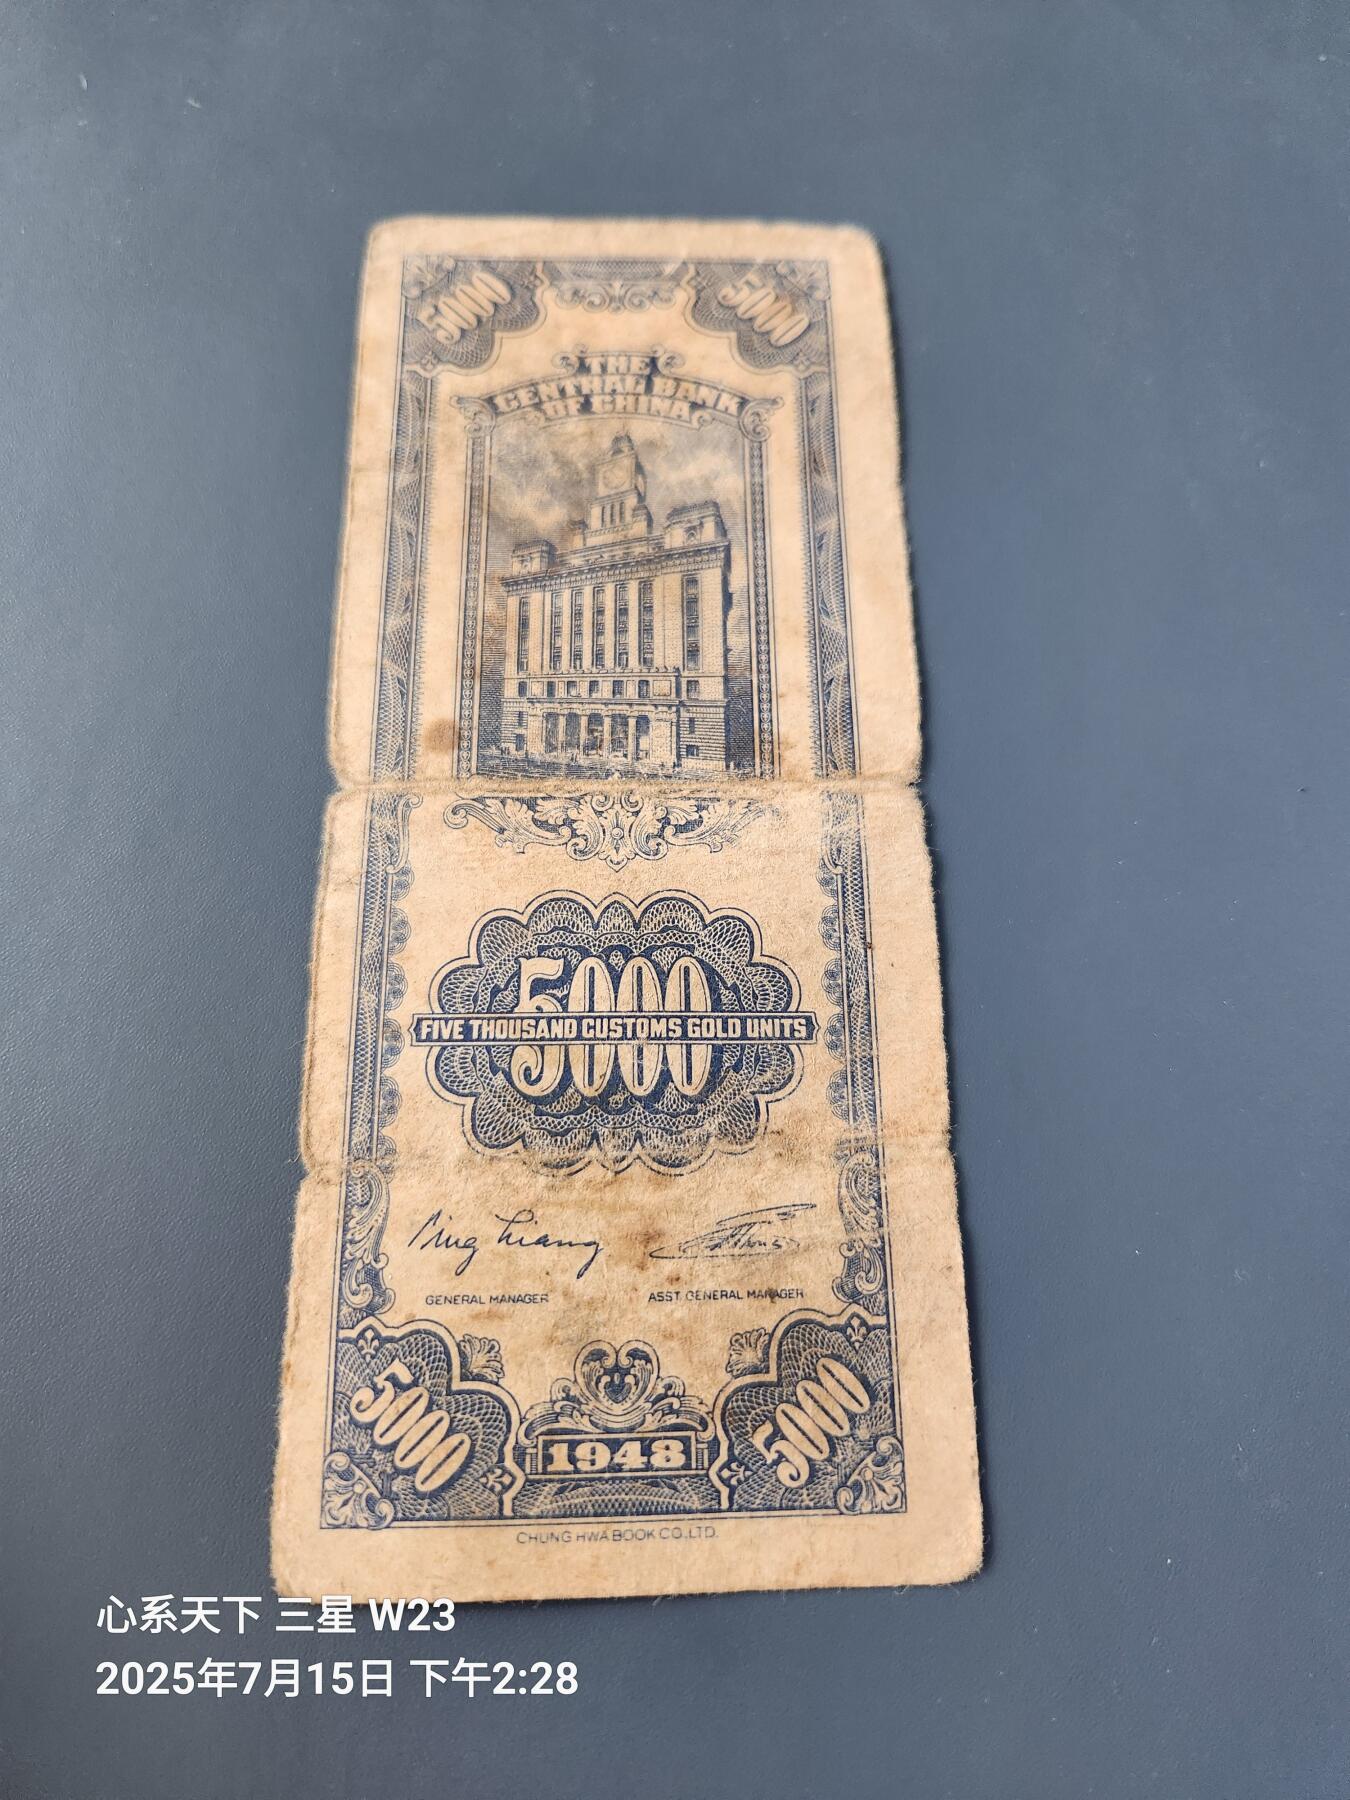 5000 5000
THE
CENTRAL BANK
OF CHINA
5000
FIVE THOUSAND CUSTOMS GOLD UNITS
5000
GENERAL MANAGER ASST. GENERAL MANAGER
5000 5000
1948
CHUNG HWA BOOK CO., LTD.
心系天下 三星 W23
2025年7月15日 下午2:28